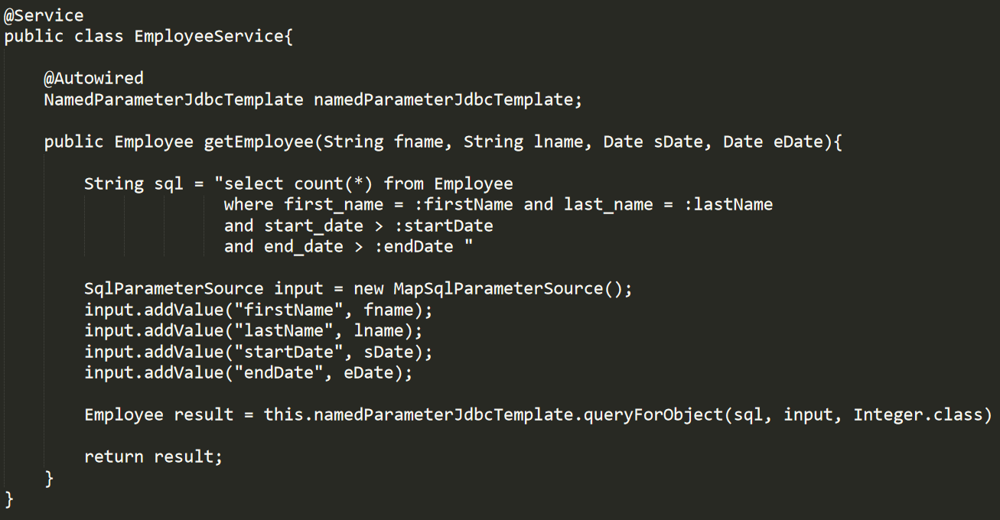 @Service
public class EmployeeService{
@Autowired
NamedParameterJdbcTemplate namedParameterJdbcTemplate;
public Employee getEmployee(String fname, String lname, Date sDate, Date eDate){
String sql = "select count(*) from Employee
where first_name = :firstName and last_name = :lastName
and start_date > :startDate
and end_date > :endDate "
SqlParameterSource input = new MapSqlParameterSource();
input.addValue("firstName", fname);
input.addValue("lastName", lname);
input.addValue("startDate", sDate);
input.addValue("endDate", eDate);
Employee result = this.namedParameterJdbcTemplate.queryForObject(sql, input, Integer.class)
return result;
}
}